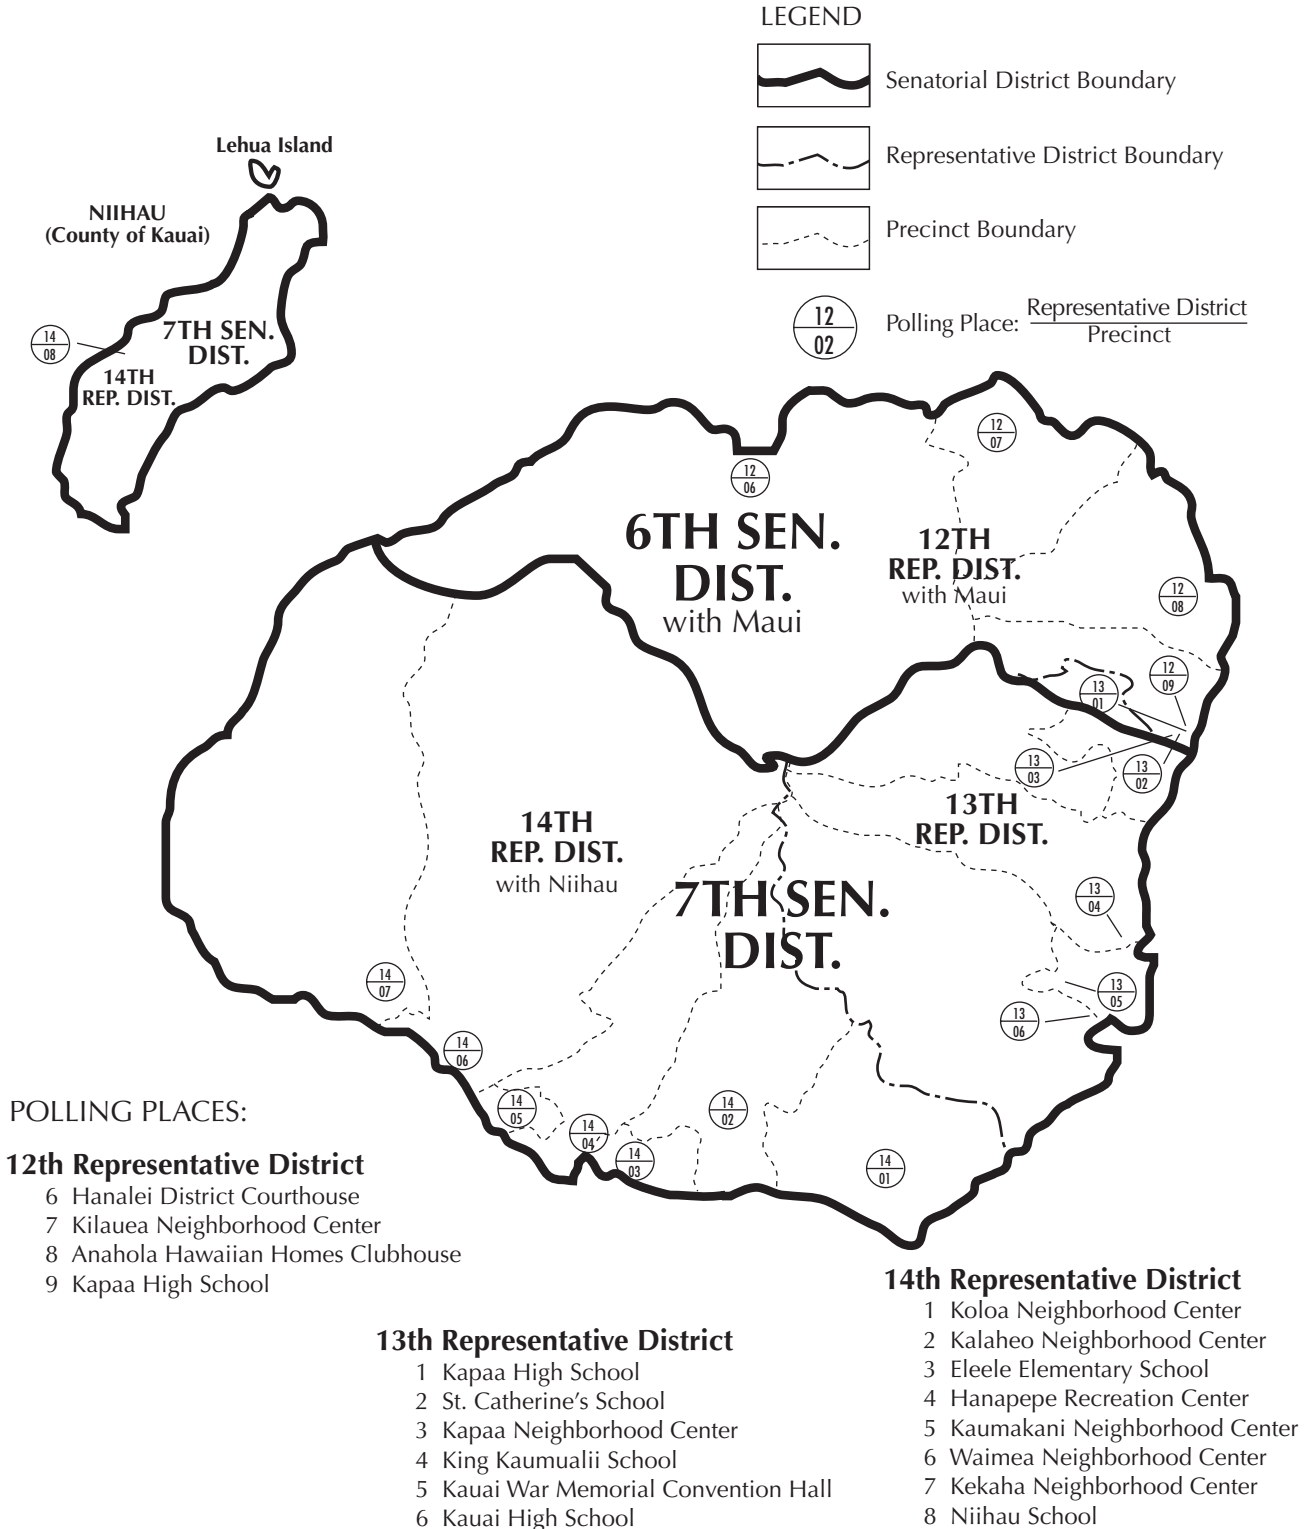 LEGEND
Senatorial District Boundary
Representative District Boundary
Precinct Boundary
12
02
Polling Place: Representative District
Precinct
Lehua Island
NIIHAU
(County of Kauai)
14
08
7TH SEN.
DIST.
14TH
REP. DIST.
12
07
12
06
6TH SEN.
DIST.
with Maui
12TH
REP. DIST.
with Maui
12
08
12
09
13
01
13
03
13
02
13TH
REP. DIST.
14TH
REP. DIST.
with Niihau
7TH SEN.
DIST.
13
04
13
05
13
06
14
07
14
06
14
05
14
04
14
03
14
02
14
01
POLLING PLACES:
12th Representative District
6 Hanalei District Courthouse
7 Kilauea Neighborhood Center
8 Anahola Hawaiian Homes Clubhouse
9 Kapaa High School
13th Representative District
1 Kapaa High School
2 St. Catherine's School
3 Kapaa Neighborhood Center
4 King Kaumualii School
5 Kauai War Memorial Convention Hall
6 Kauai High School
14th Representative District
1 Koloa Neighborhood Center
2 Kalaheo Neighborhood Center
3 Eleele Elementary School
4 Hanapepe Recreation Center
5 Kaumakani Neighborhood Center
6 Waimea Neighborhood Center
7 Kekaha Neighborhood Center
8 Niihau School